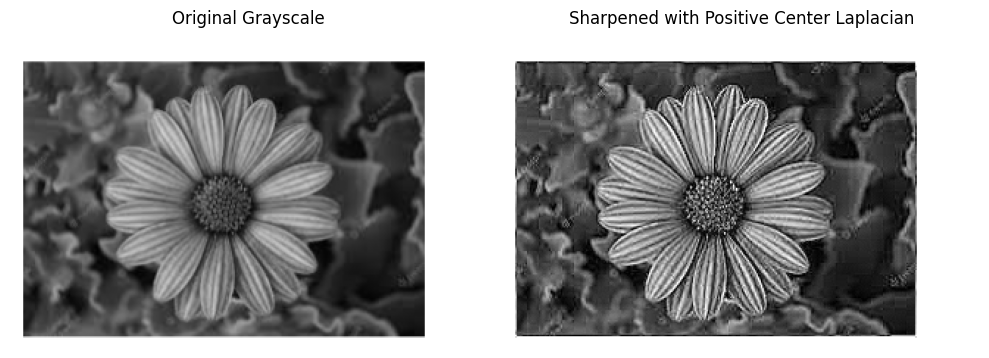 Original Grayscale
Sharpened with Positive Center Laplacian